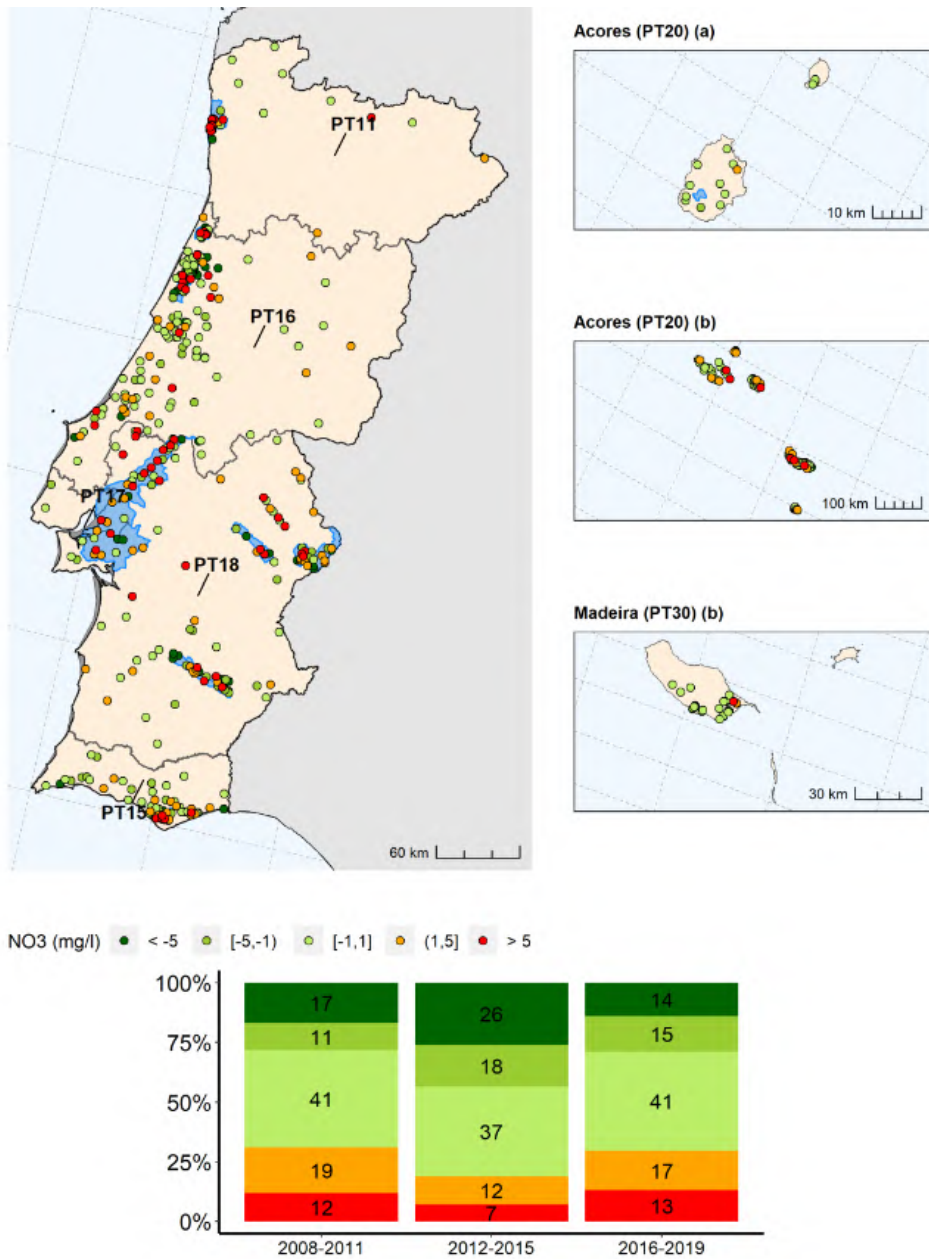 Acores (PT20) (a)
PT11
10 km
PT16
Acores (PT20) (b)
PT17
100 km
PT18
Madeira (PT30) (b)
PT15
30 km
60 km
NO3 (mg/l) < -5 [-5,-1) [-1,1] (1,5] > 5
100%
17 26 14
75%
11 18 15
50%
41 37 41
25%
19 12 17
12 7 13
0%
2008-2011 2012-2015 2016-2019